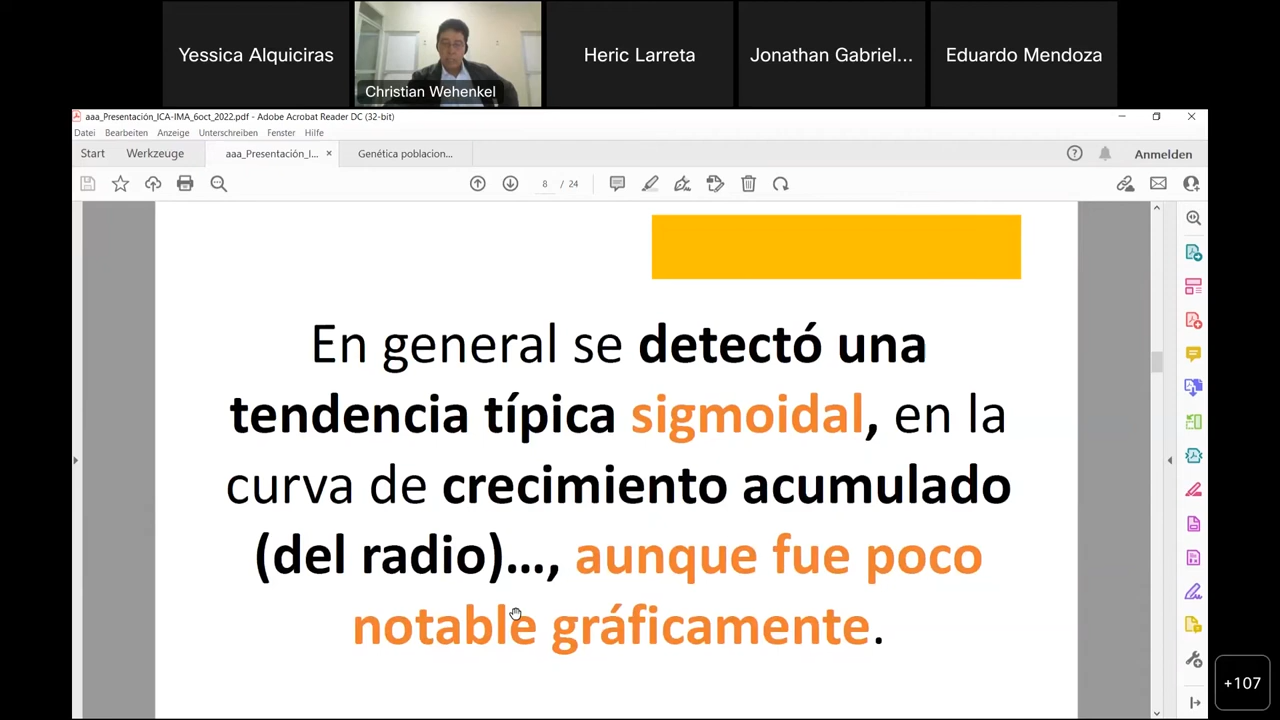 Yessica Alquiciras
Christian Wehenkel
Heric Larreta
Jonathan Gabriel...
Eduardo Mendoza
aaa_Presentación_ICA-IMA_6oct_2022.pdf - Adobe Acrobat Reader DC (32-bit)
Datei Bearbeiten Anzeige Unterschreiben Fenster Hilfe
Start Werkzeuge aaa_Presentación_I... × Genética poblacion... Anmelden
8 / 24
En general se detectó una
tendencia típica sigmoidal, en la
curva de crecimiento acumulado
(del radio)..., aunque fue poco
notable gráficamente.
+107